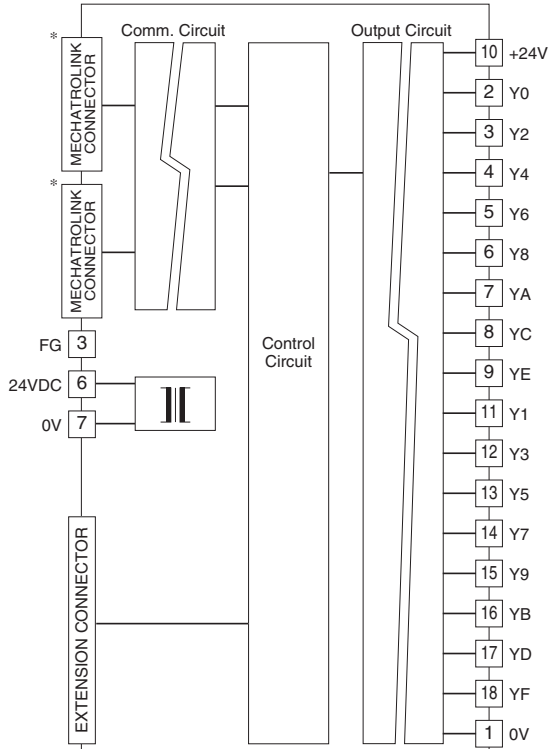 Comm. Circuit
Output Circuit
*
MECHATROLINK
CONNECTOR
*
MECHATROLINK
CONNECTOR
FG 3
24VDC 6
0V 7
EXTENSION CONNECTOR
Control
Circuit
10 +24V
2 Y0
3 Y2
4 Y4
5 Y6
6 Y8
7 YA
8 YC
9 YE
11 Y1
12 Y3
13 Y5
14 Y7
15 Y9
16 YB
17 YD
18 YF
1 0V